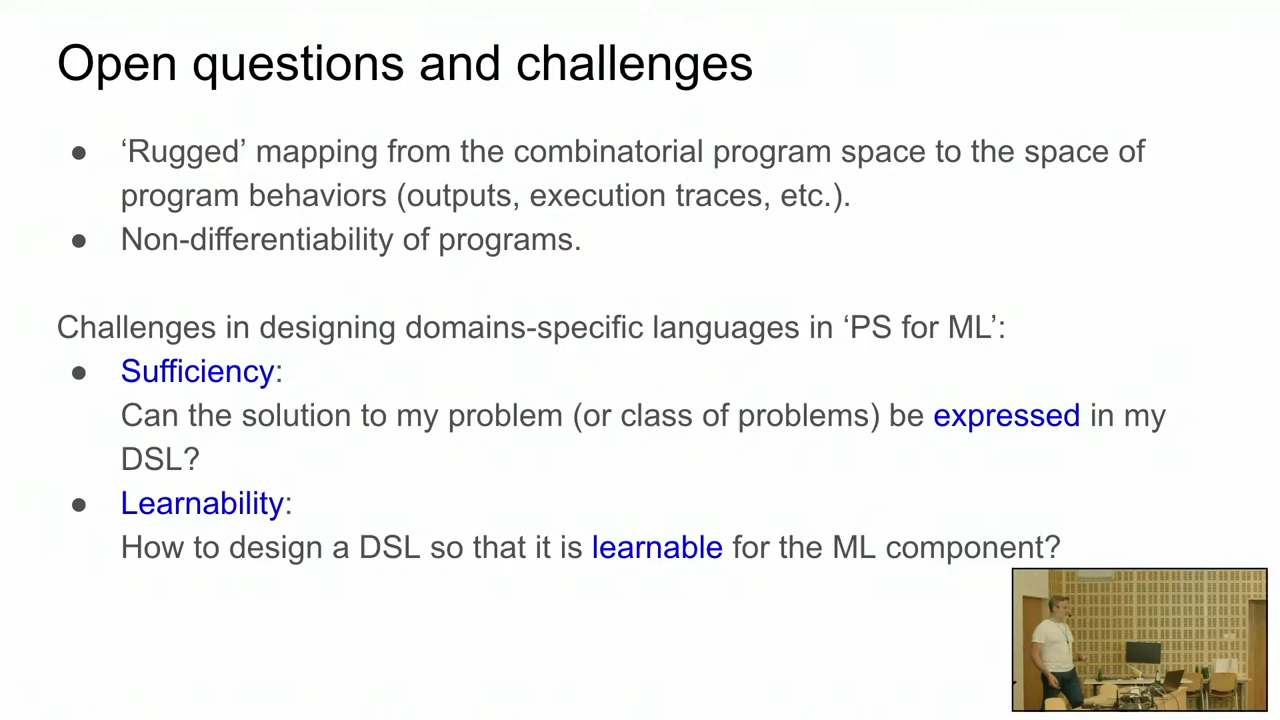 Open questions and challenges
● ‘Rugged’ mapping from the combinatorial program space to the space of
program behaviors (outputs, execution traces, etc.).
● Non-differentiability of programs.
Challenges in designing domains-specific languages in ‘PS for ML’:
● Sufficiency:
Can the solution to my problem (or class of problems) be expressed in my
DSL?
● Learnability:
How to design a DSL so that it is learnable for the ML component?